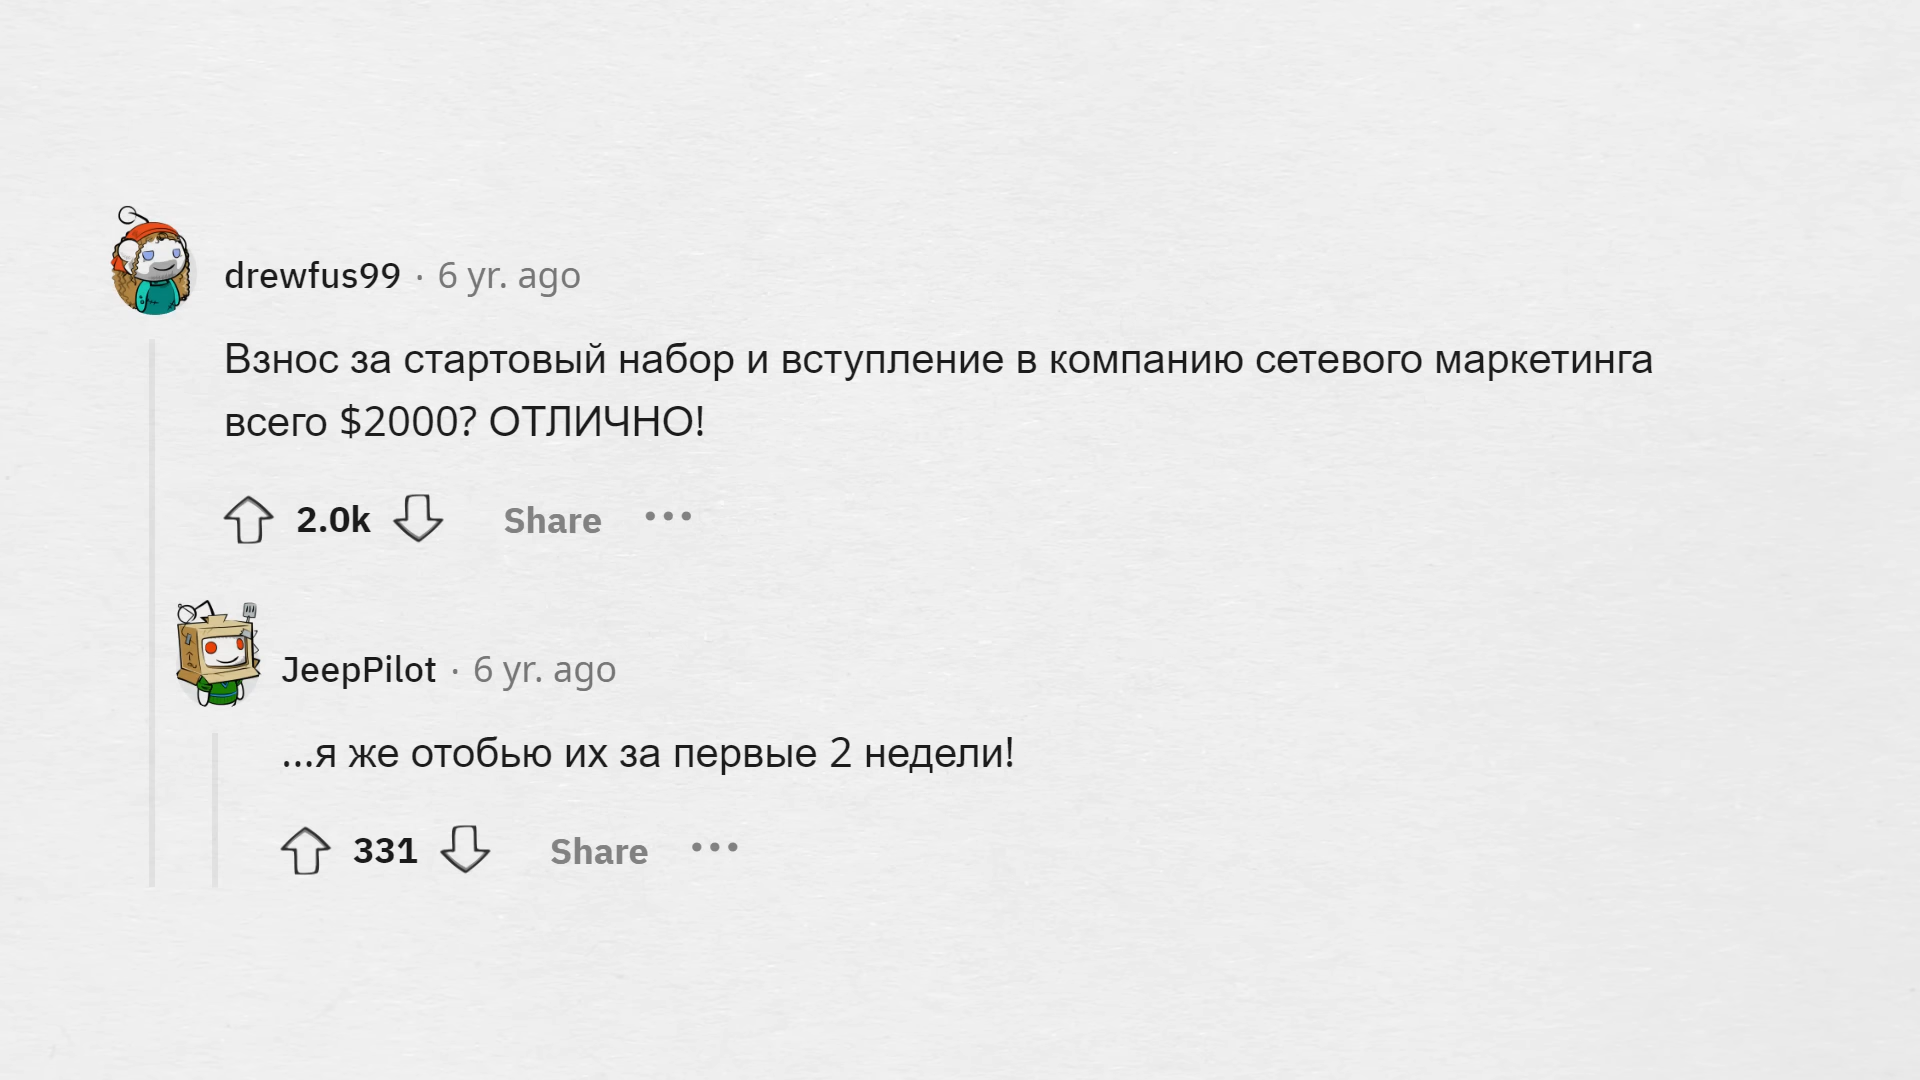 drewfus99 · 6 yr. ago
Взнос за стартовый набор и вступление в компанию сетевого маркетинга
всего $2000? ОТЛИЧНО!
2.0k Share ...
JeepPilot · 6 yr. ago
...я же отобью их за первые 2 недели!
331 Share ...